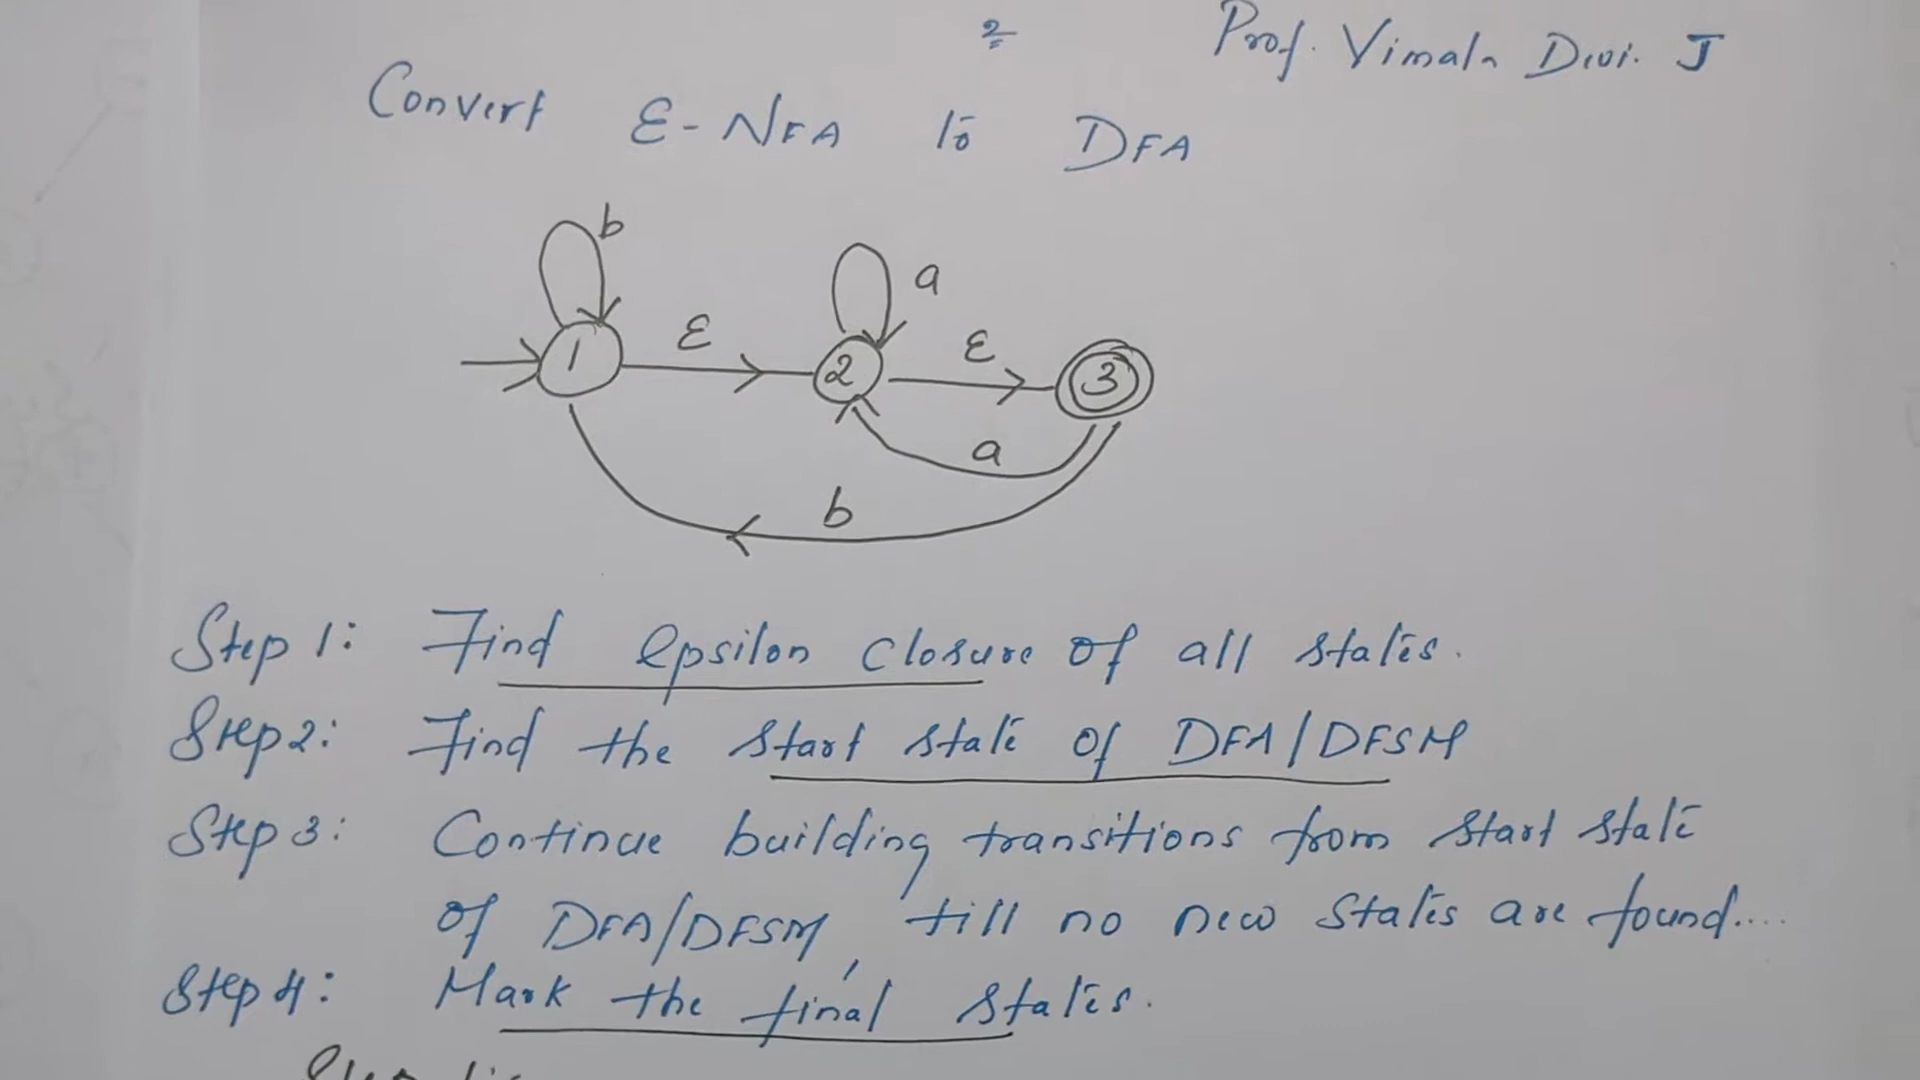 2
Prof. Vimala Devi. J
Convert ε-NFA to DFA
b
a
ε
ε
1
2
3
a
b
Step 1: Find epsilon closure of all states.
Step 2: Find the start state of DFA/DFSM
Step 3: Continue building transitions from start state
of DFA/DFSM, till no new states are found....
Step 4: Mark the final states.